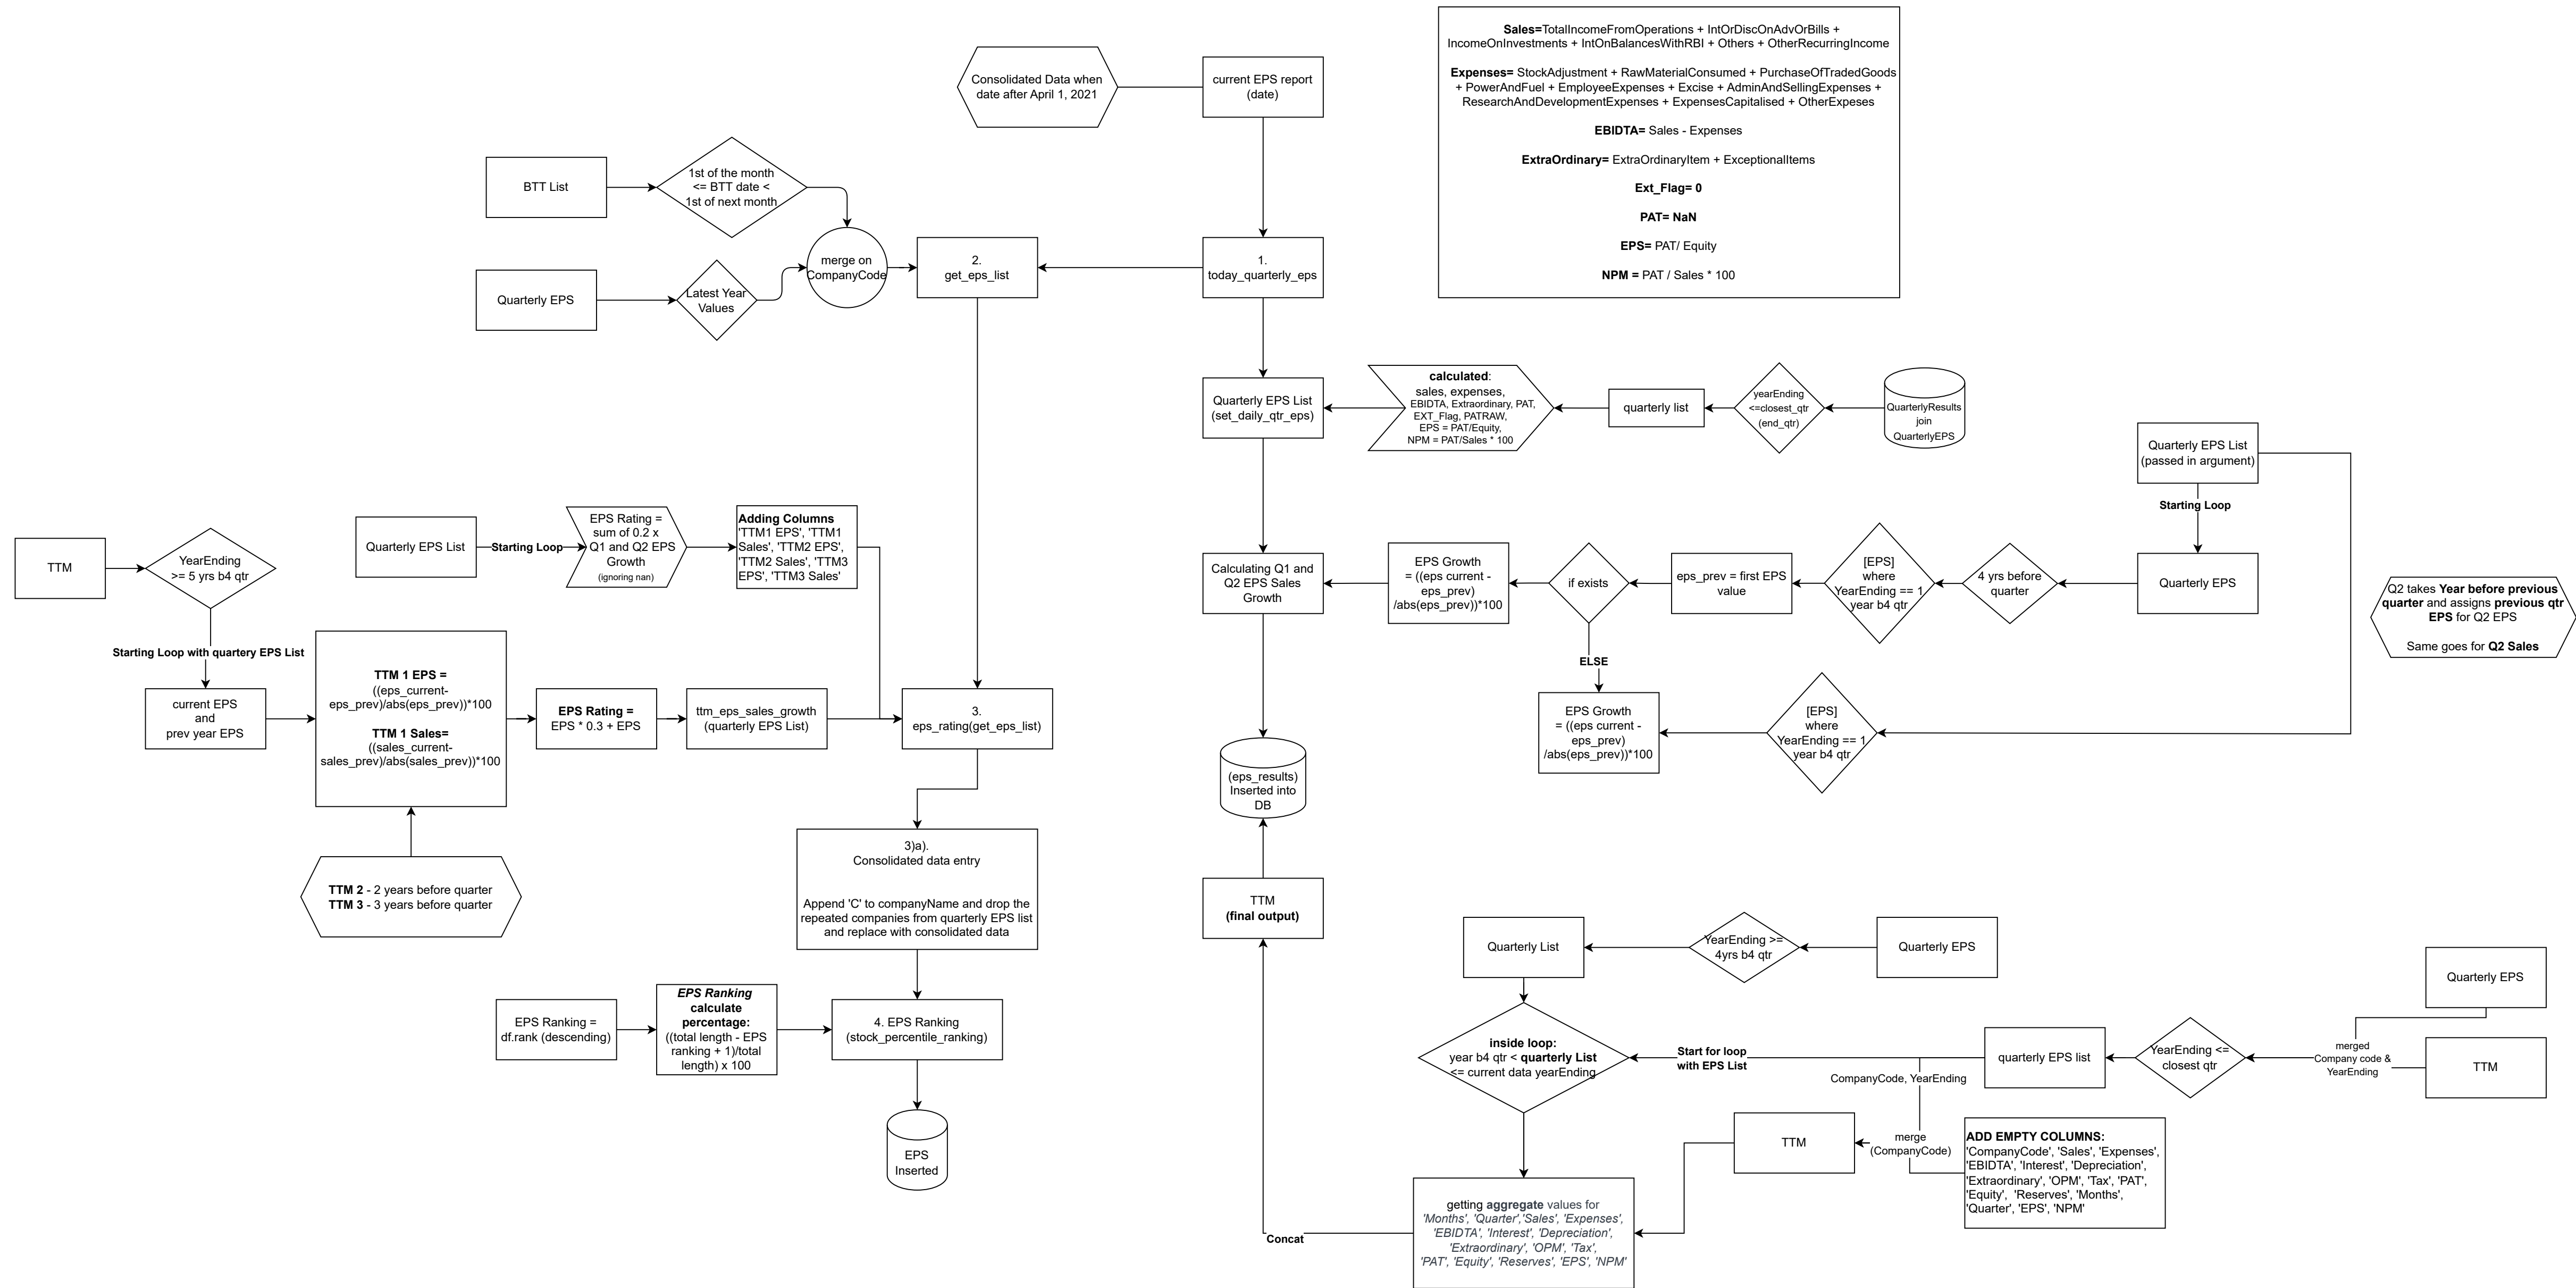 Sales=TotalIncomeFromOperations + IntOrDiscOnAdvOrBills +
IncomeOnInvestments + IntOnBalancesWithRBI + Others + OtherRecurringIncome
Expenses= StockAdjustment + RawMaterialConsumed + PurchaseOfTradedGoods
+ PowerAndFuel + EmployeeExpenses + Excise + AdminAndSellingExpenses +
ResearchAndDevelopmentExpenses + ExpensesCapitalised + OtherExpeses
EBIDTA= Sales - Expenses
ExtraOrdinary= ExtraOrdinaryItem + ExceptionalItems
Ext_Flag= 0
PAT= NaN
EPS= PAT/ Equity
NPM = PAT / Sales * 100
Consolidated Data when
date after April 1, 2021
current EPS report
(date)
BTT List
1st of the month
<= BTT date <
1st of next month
merge on
CompanyCode
Quarterly EPS
Latest Year
Values
2.
get_eps_list
1.
today_quarterly_eps
Quarterly EPS List
(set_daily_qtr_eps)
calculated:
sales, expenses,
EBIDTA, Extraordinary, PAT,
EXT_Flag, PATRAW,
EPS = PAT/Equity,
NPM = PAT/Sales * 100
quarterly list
yearEnding
<=closest_qtr
(end_qtr)
QuarterlyResults
join
QuarterlyEPS
Quarterly EPS List
(passed in argument)
Starting Loop
Quarterly EPS
4 yrs before
quarter
[EPS]
where
YearEnding == 1
year b4 qtr
eps_prev = first EPS
value
if exists
EPS Growth
= ((eps current -
eps_prev)
/abs(eps_prev))*100
Calculating Q1 and
Q2 EPS Sales
Growth
Q2 takes Year before previous
quarter and assigns previous qtr
EPS for Q2 EPS
Same goes for Q2 Sales
ELSE
EPS Growth
= ((eps current -
eps_prev)
/abs(eps_prev))*100
[EPS]
where
YearEnding == 1
year b4 qtr
TTM
YearEnding
>= 5 yrs b4 qtr
Quarterly EPS List
Starting Loop
EPS Rating =
sum of 0.2 x
Q1 and Q2 EPS
Growth
(ignoring nan)
Adding Columns
'TTM1 EPS', 'TTM1
Sales', 'TTM2 EPS',
'TTM2 Sales', 'TTM3
EPS', 'TTM3 Sales'
Starting Loop with quartery EPS List
current EPS
and
prev year EPS
TTM 1 EPS =
((eps_current-
eps_prev)/abs(eps_prev))*100
TTM 1 Sales=
((sales_current-
sales_prev)/abs(sales_prev))*100
EPS Rating =
EPS * 0.3 + EPS
ttm_eps_sales_growth
(quarterly EPS List)
3.
eps_rating(get_eps_list)
TTM 2 - 2 years before quarter
TTM 3 - 3 years before quarter
3)a).
Consolidated data entry
Append 'C' to companyName and drop the
repeated companies from quarterly EPS list
and replace with consolidated data
EPS Ranking =
df.rank (descending)
EPS Ranking
calculate
percentage:
((total length - EPS
ranking + 1)/total
length) x 100
4. EPS Ranking
(stock_percentile_ranking)
EPS
Inserted
(eps_results)
Inserted into
DB
TTM
(final output)
Quarterly List
YearEnding >=
4yrs b4 qtr
Quarterly EPS
Quarterly EPS
inside loop:
year b4 qtr < quarterly List
<= current data yearEnding
Start for loop
with EPS List
quarterly EPS list
YearEnding <=
closest qtr
merged
Company code &
YearEnding
TTM
CompanyCode, YearEnding
TTM
merge
(CompanyCode)
ADD EMPTY COLUMNS:
'CompanyCode', 'Sales', 'Expenses',
'EBIDTA', 'Interest', 'Depreciation',
'Extraordinary', 'OPM', 'Tax', 'PAT',
'Equity', 'Reserves', 'Months',
'Quarter', 'EPS', 'NPM'
getting aggregate values for
'Months', 'Quarter','Sales', 'Expenses',
'EBIDTA', 'Interest', 'Depreciation',
'Extraordinary', 'OPM', 'Tax',
'PAT', 'Equity', 'Reserves', 'EPS', 'NPM'
Concat